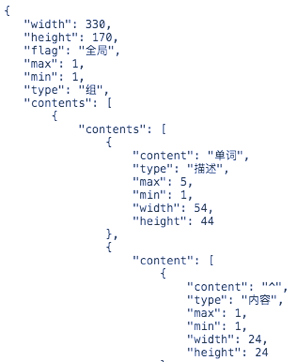 {
"width": 330,
"height": 170,
"flag": "全局",
"max": 1,
"min": 1,
"type": "组",
"contents": [
{
"contents": [
{
"content": "单词",
"type": "描述",
"max": 5,
"min": 1,
"width": 54,
"height": 44
},
{
"content": [
{
"content": "^",
"type": "内容",
"max": 1,
"min": 1,
"width": 24,
"height": 24